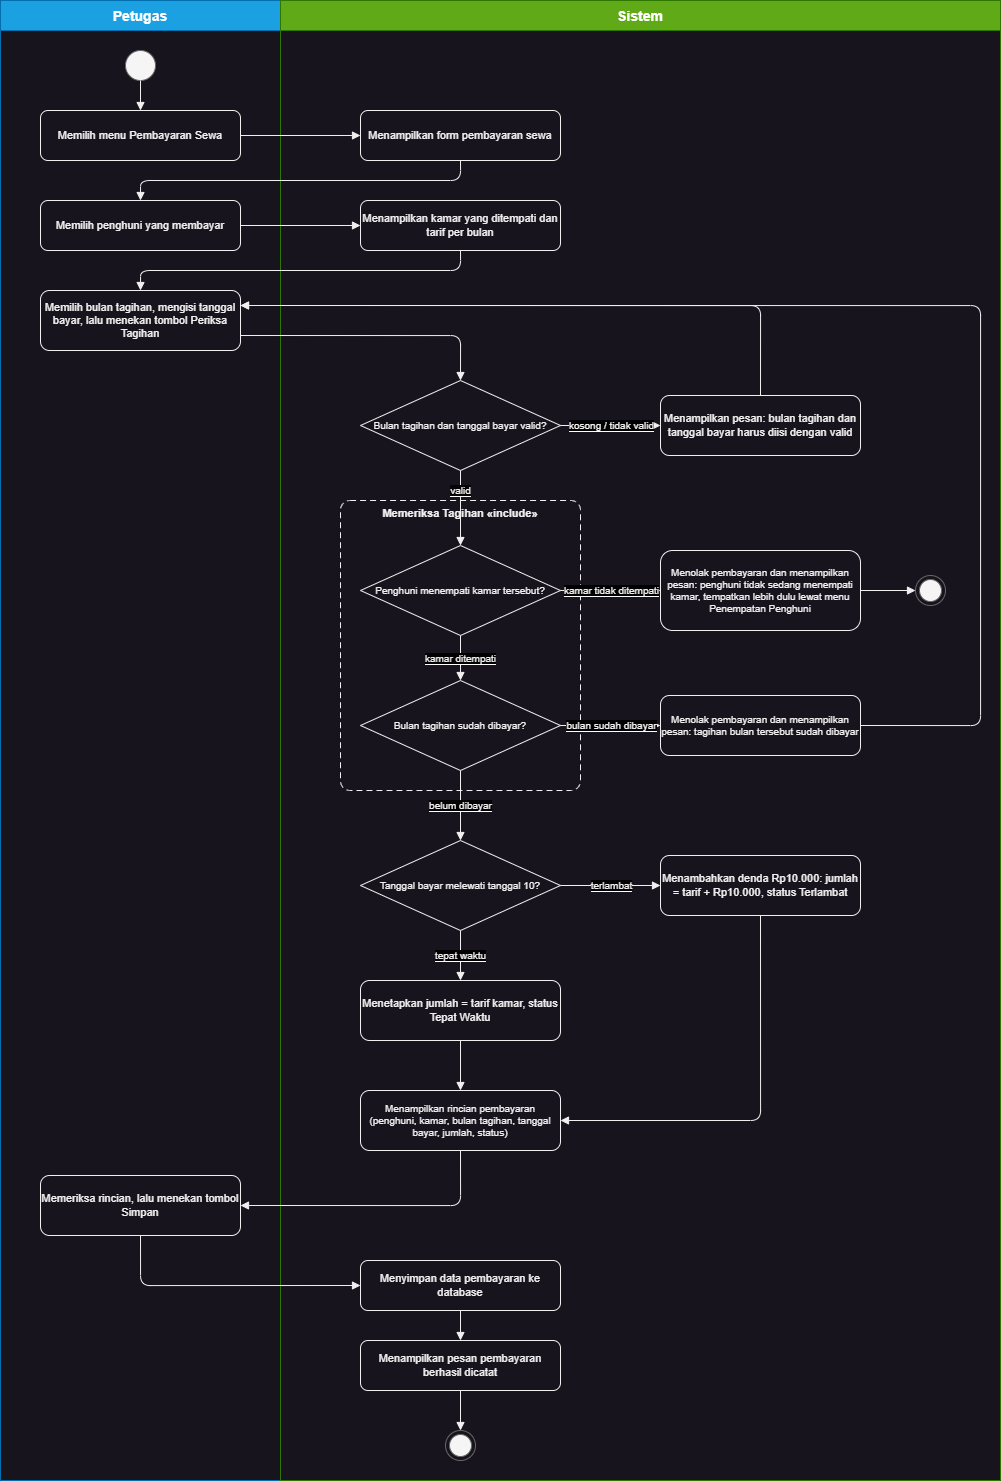 Petugas
Sistem
Memilih menu Pembayaran Sewa
Menampilkan form pembayaran sewa
Memilih penghuni yang membayar
Menampilkan kamar yang ditempati dan
tarif per bulan
Memilih bulan tagihan, mengisi tanggal
bayar, lalu menekan tombol Periksa
Tagihan
Bulan tagihan dan tanggal bayar valid?
kosong / tidak valid
Menampilkan pesan: bulan tagihan dan
tanggal bayar harus diisi dengan valid
valid
Memeriksa Tagihan «include»
Penghuni menempati kamar tersebut?
kamar tidak ditempati
Menolak pembayaran dan menampilkan
pesan: penghuni tidak sedang menempati
kamar, tempatkan lebih dulu lewat menu
Penempatan Penghuni
kamar ditempati
Bulan tagihan sudah dibayar?
bulan sudah dibayar
Menolak pembayaran dan menampilkan
pesan: tagihan bulan tersebut sudah dibayar
belum dibayar
Tanggal bayar melewati tanggal 10?
terlambat
Menambahkan denda Rp10.000: jumlah
= tarif + Rp10.000, status Terlambat
tepat waktu
Menetapkan jumlah = tarif kamar, status
Tepat Waktu
Menampilkan rincian pembayaran
(penghuni, kamar, bulan tagihan, tanggal
bayar, jumlah, status)
Memeriksa rincian, lalu menekan tombol
Simpan
Menyimpan data pembayaran ke
database
Menampilkan pesan pembayaran
berhasil dicatat